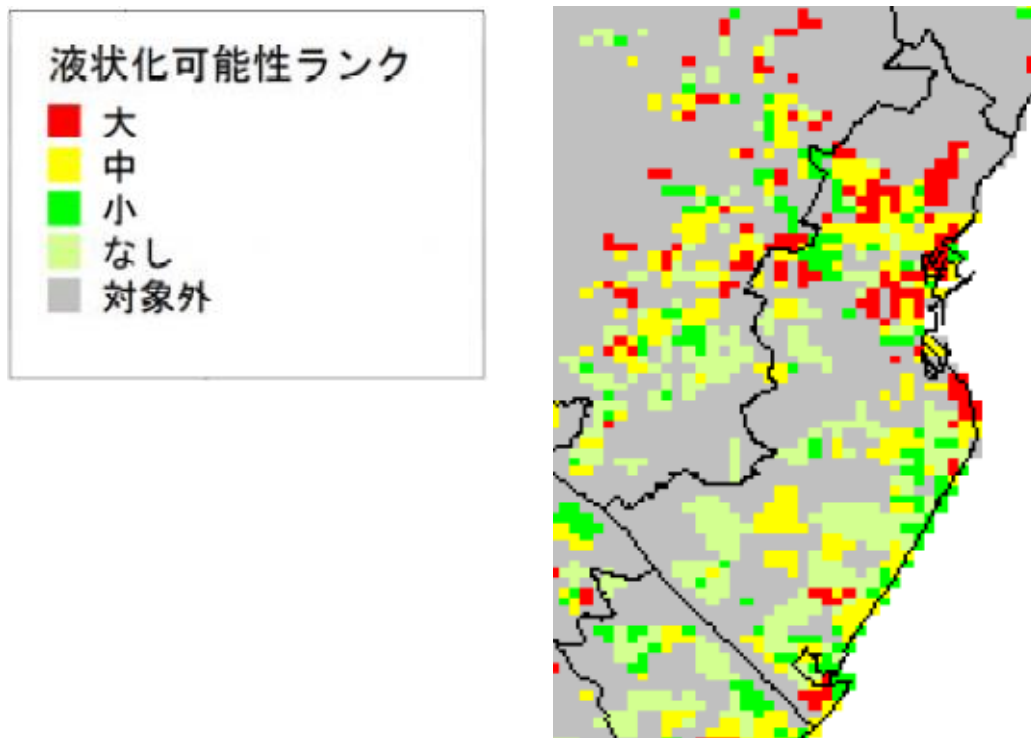 液状化可能性ランク
大
中
小
なし
対象外